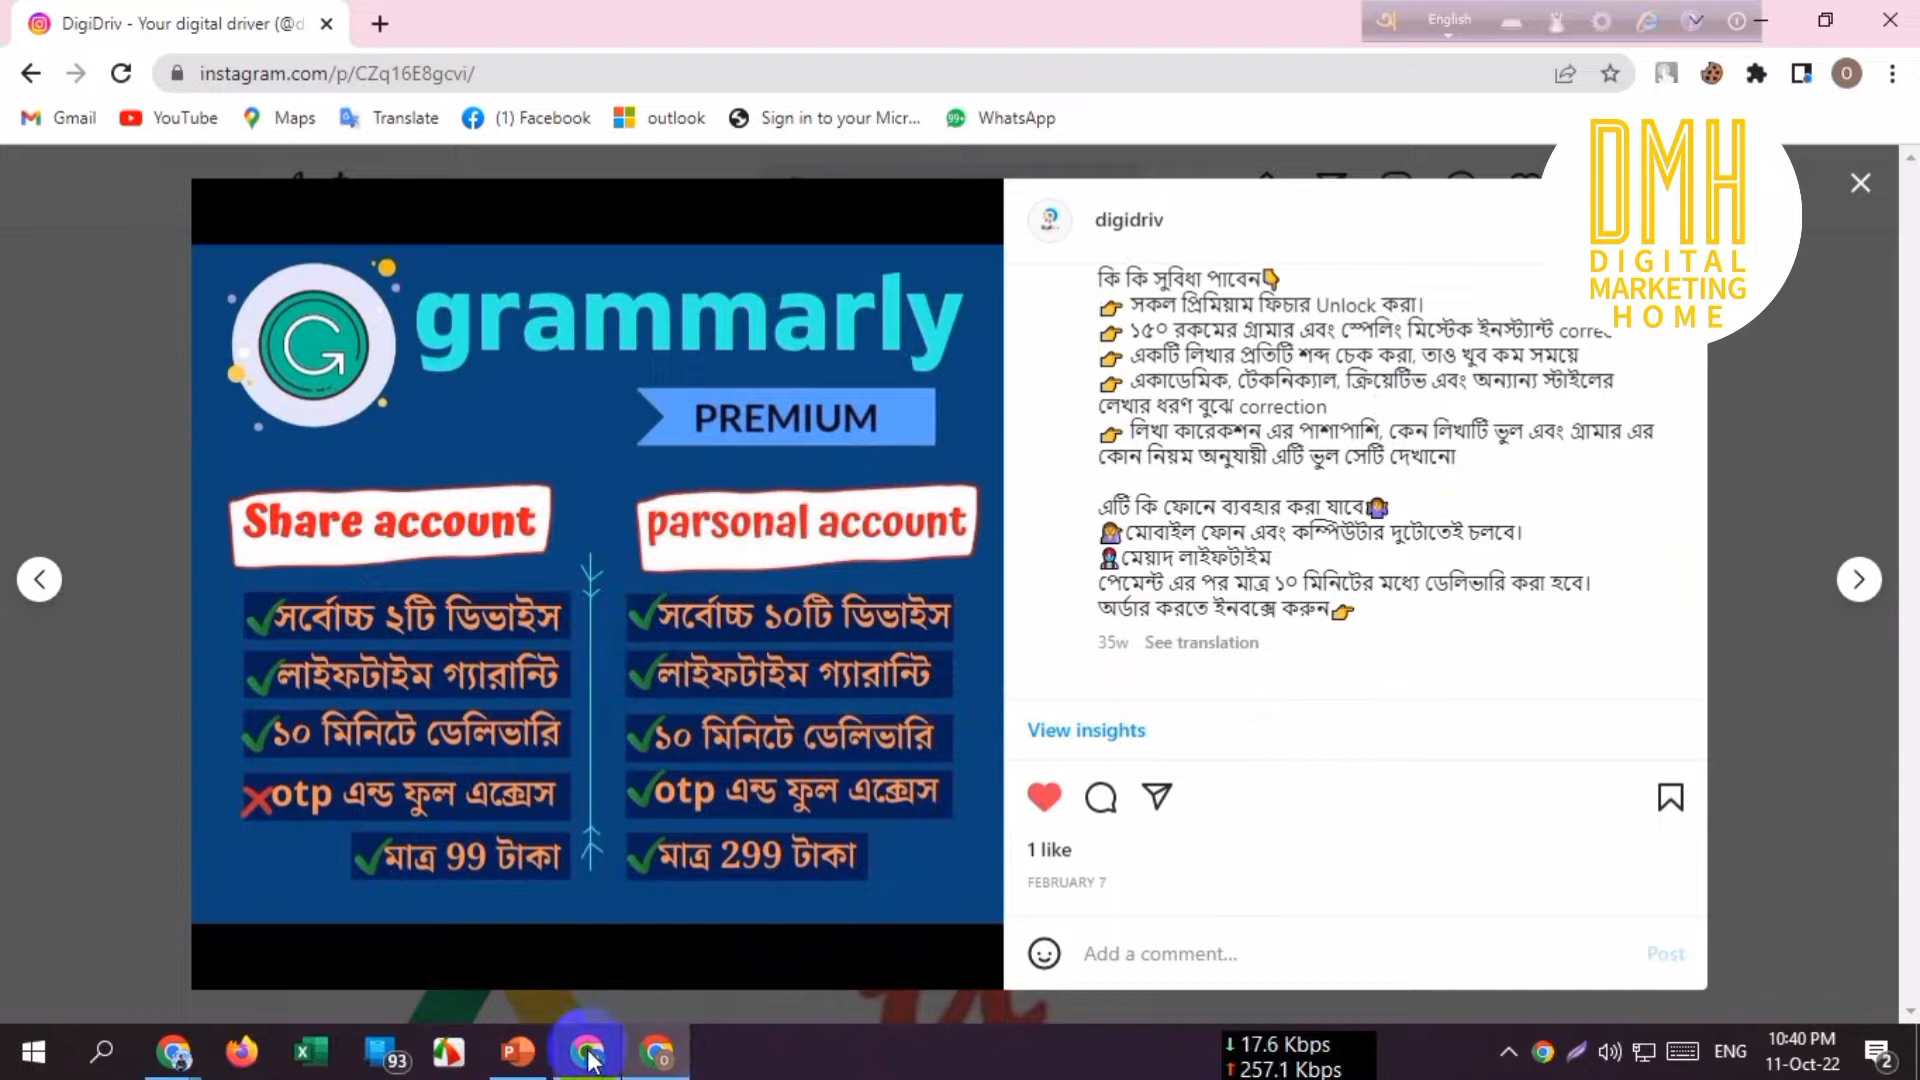 DigiDriv - Your digital driver (@d
English
instagram.com/p/CZq16E8gcvi/
O
Gmail
YouTube
Maps
Translate
(1) Facebook
outlook
Sign in to your Micr...
99+
WhatsApp
DMH
DIGITAL
MARKETING
HOME
grammarly
PREMIUM
Share account
parsonal account
সর্বোচ্চ ২টি ডিভাইস
সর্বোচ্চ ১০টি ডিভাইস
লাইফটাইম গ্যারান্টি
লাইফটাইম গ্যারান্টি
১০ মিনিটে ডেলিভারি
১০ মিনিটে ডেলিভারি
otp এন্ড ফুল এক্সেস
otp এন্ড ফুল এক্সেস
মাত্র 99 টাকা
মাত্র 299 টাকা
digidriv
কি কি সুবিধা পাবেন👇
👉 সকল প্রিমিয়াম ফিচার Unlock করা।
👉 ১৫০ রকমের গ্রামার এবং স্পেলিং মিস্টেক ইনস্ট্যান্ট
👉 একটি লিখার প্রতিটি শব্দ চেক করা, তাও খুব কম সময়ে
👉 একাডেমিক, টেকনিক্যাল, ক্রিয়েটিভ এবং অন্যান্য স্টাইলের
লেখার ধরণ বুঝে correction
👉 লিখা কারেকশন এর পাশাপাশি, কেন লিখাটি ভুল এবং গ্রামার এর
কোন নিয়ম অনুযায়ী এটি ভুল সেটি দেখানো
এটি কি ফোনে ব্যবহার করা যাবে
মোবাইল ফোন এবং কম্পিউটার দুটোতেই চলবে।
মেয়াদ লাইফটাইম
পেমেন্ট এর পর মাত্র ১০ মিনিটের মধ্যে ডেলিভারি করা হবে।
অর্ডার করতে ইনবক্সে করুন👉
35w See translation
View insights
1 like
FEBRUARY 7
Add a comment...
Post
93
17.6 Kbps
257.1 Kbps
ENG
10:40 PM
11-Oct-22
2